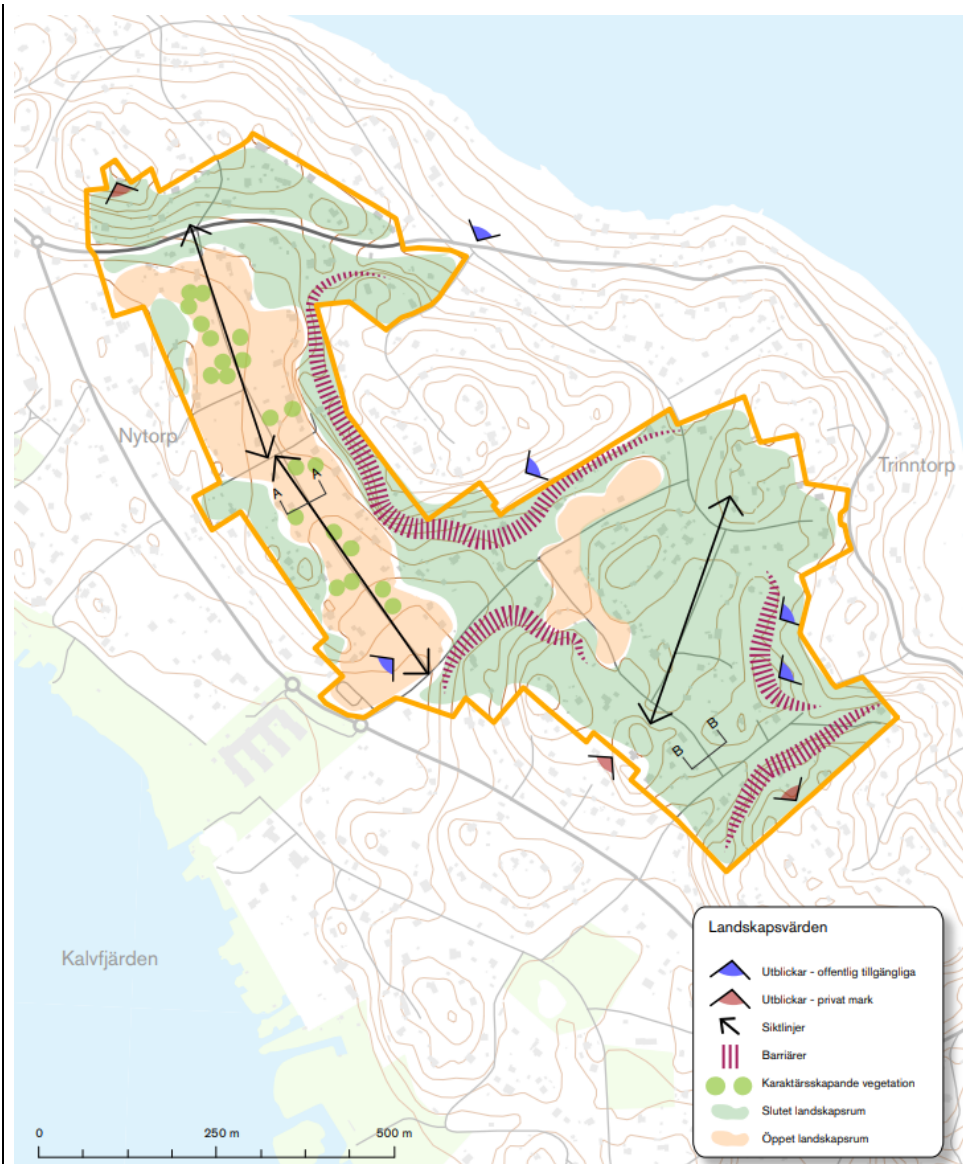 Nytorp
Trinntorp
A
A
B
B
Kalvfjärden
0
250 m
500 m
Landskapsvärden
Utblickar - offentlig tillgängliga
Utblickar - privat mark
Siktlinjer
Barriärer
Karaktärsskapande vegetation
Slutet landskapsrum
Öppet landskapsrum